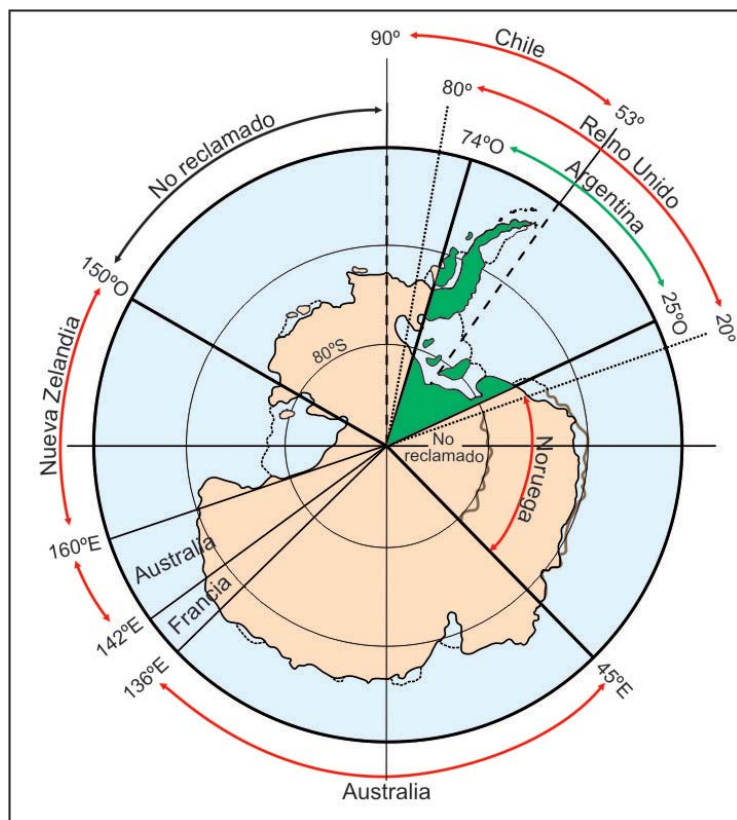 90º
Chile
80º
53º
Reino Unido
74ºO
Argentina
No reclamado
150ºO
25ºO
20º
80ºS
Nueva Zelandia
No
reclamado
Noruega
160ºE
Australia
142ºE
Francia
136ºE
45ºE
Australia